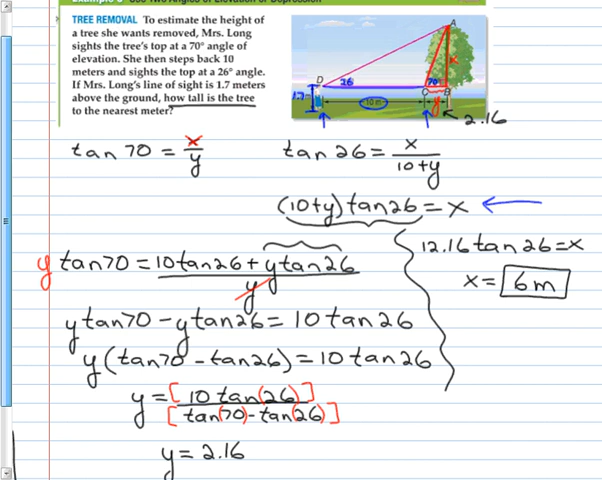 TREE REMOVAL To estimate the height of
a tree she wants removed, Mrs. Long
sights the tree's top at a 70° angle of
elevation. She then steps back 10
meters and sights the top at a 26° angle.
If Mrs. Long's line of sight is 1.7 meters
above the ground, how tall is the tree
to the nearest meter?
A
x
D 26 70
C B
1.7m
10 m y
2.16
tan 70 = x/y
tan 26 = x/(10+y)
(10+y)tan26 = x
y tan70 = (10tan26 + ytan26)/y y
12.16 tan 26 = x
x = 6m
ytan70 - ytan26 = 10 tan 26
y(tan70 - tan26) = 10 tan 26
y = [10 tan(26)]/[tan(70) - tan(26)]
y = 2.16